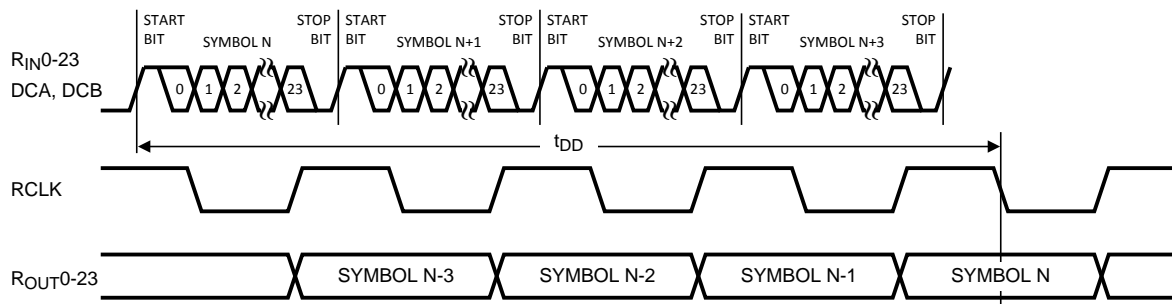 START BIT SYMBOL N STOP BIT START BIT SYMBOL N+1 STOP BIT START BIT SYMBOL N+2 STOP BIT START BIT SYMBOL N+3 STOP BIT
RIN0-23
DCA, DCB
0 1 2 23 0 1 2 23 0 1 2 23 0 1 2 23
tDD
RCLK
ROUT0-23 SYMBOL N-3 SYMBOL N-2 SYMBOL N-1 SYMBOL N